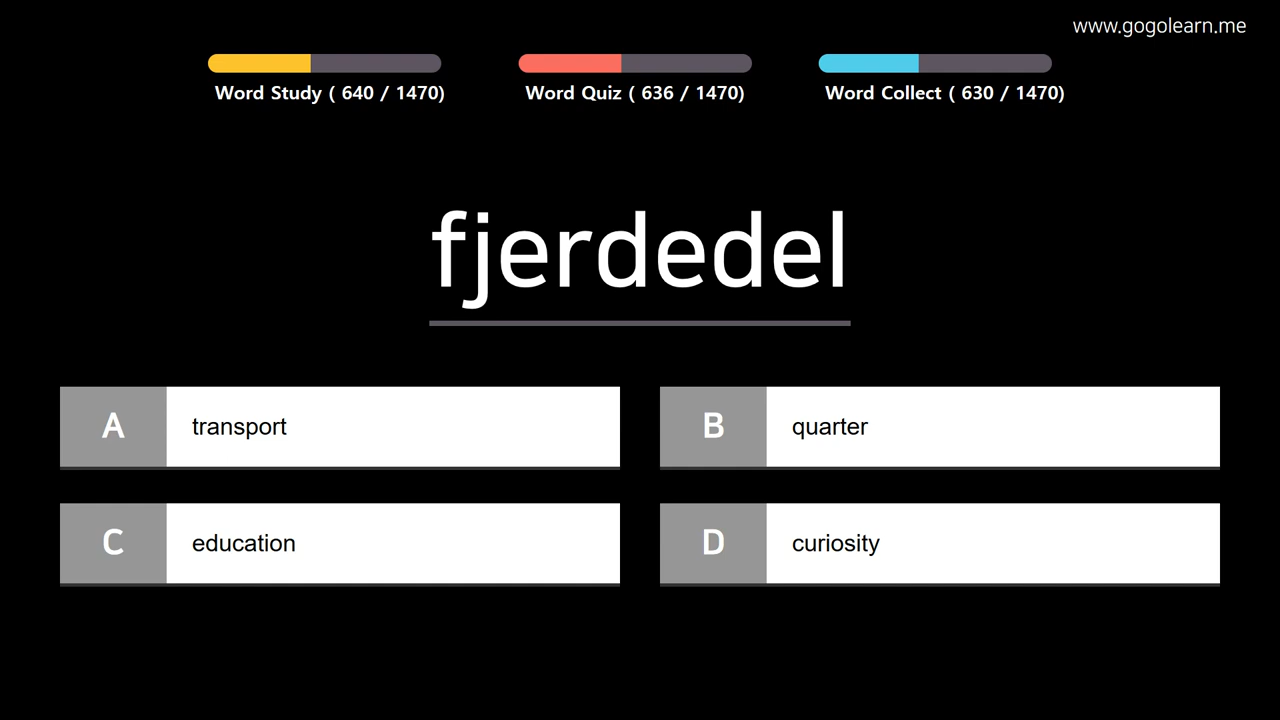 www.gogolearn.me
Word Study ( 640 / 1470)
Word Quiz ( 636 / 1470)
Word Collect ( 630 / 1470)
fjerdedel
A transport
B quarter
C education
D curiosity